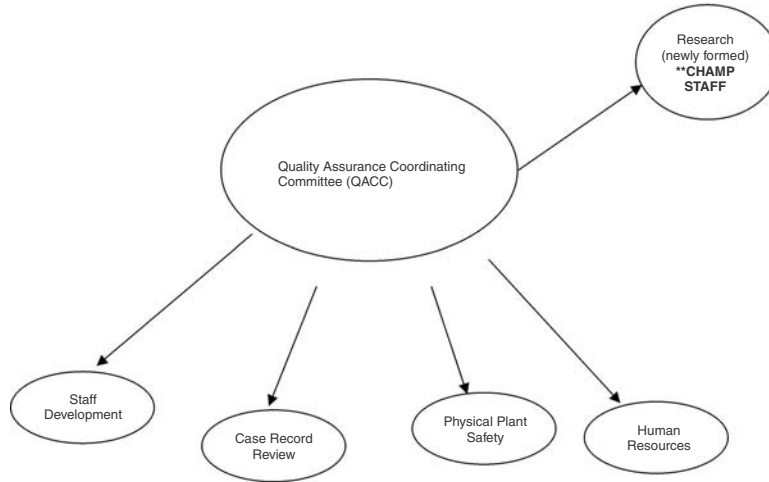 Research
(newly formed)
**CHAMP
STAFF
Quality Assurance Coordinating
Committee (QACC)
Staff
Development
Case Record
Review
Physical Plant
Safety
Human
Resources